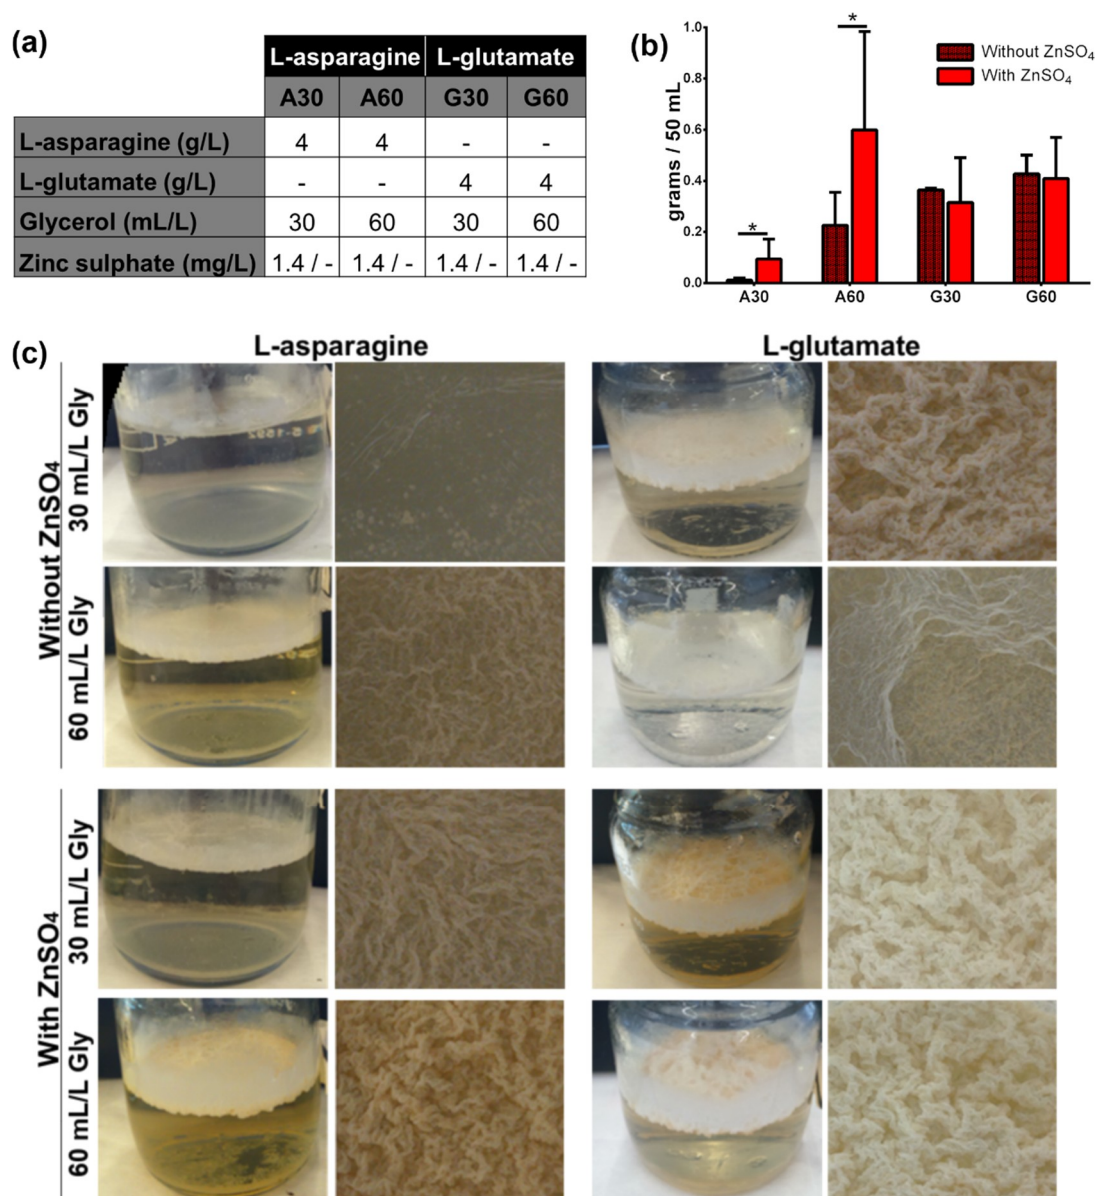 (a)
L-asparagine L-glutamate
A30 A60 G30 G60
L-asparagine (g/L) 4 4 - -
L-glutamate (g/L) - - 4 4
Glycerol (mL/L) 30 60 30 60
Zinc sulphate (mg/L) 1.4 / - 1.4 / - 1.4 / - 1.4 / -
(b)
grams / 50 mL
1.0
0.8
0.6
0.4
0.2
0.0
* *
Without ZnSO4
With ZnSO4
A30 A60 G30 G60
(c)
L-asparagine L-glutamate
Without ZnSO4
30 mL/L Gly
60 mL/L Gly
With ZnSO4
30 mL/L Gly
60 mL/L Gly